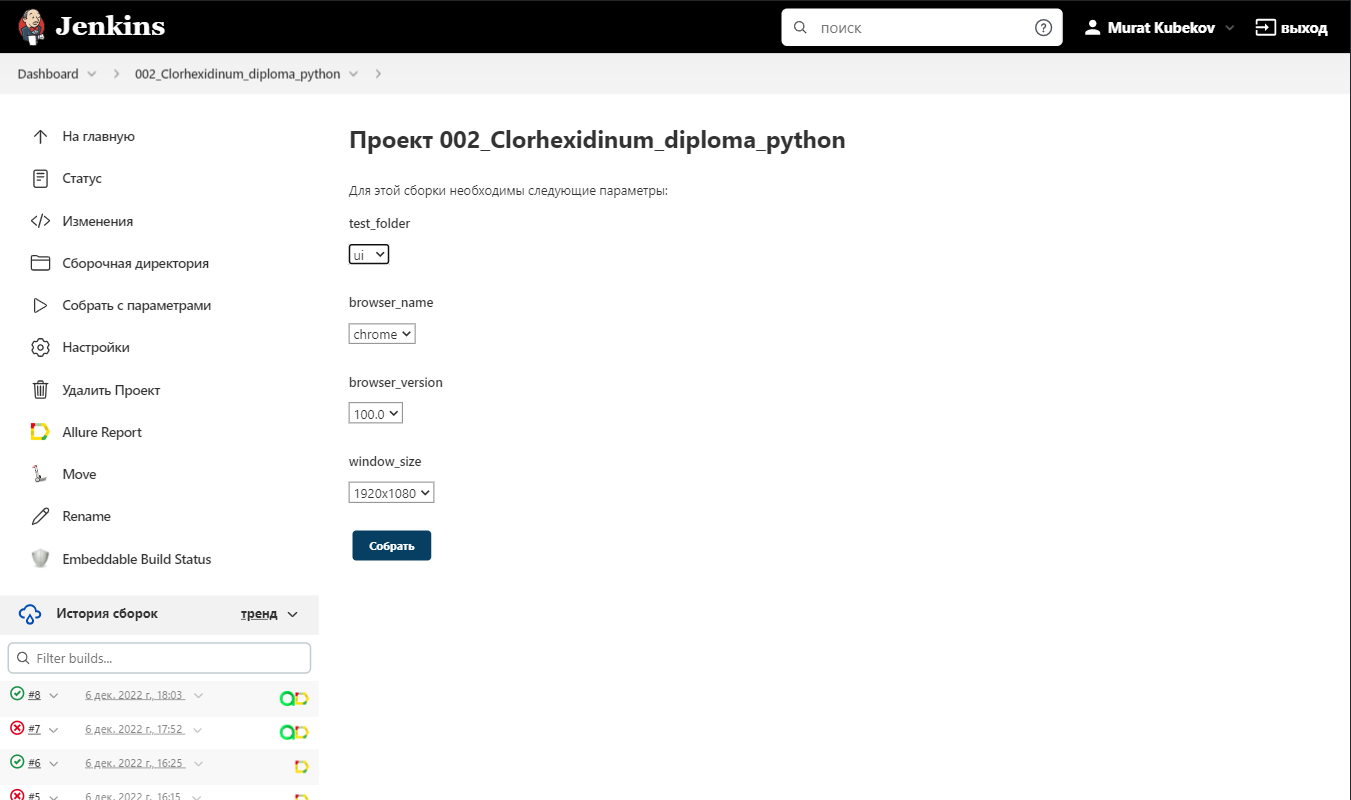 Jenkins
поиск
Murat Kubekov
выход
Dashboard
002_Clorhexidinum_diploma_python
На главную
Статус
Изменения
Сборочная директория
Собрать с параметрами
Настройки
Удалить Проект
Allure Report
Move
Rename
Embeddable Build Status
История сборок
тренд
Filter builds...
#8 6 дек. 2022 г., 18:03
#7 6 дек. 2022 г., 17:52
#6 6 дек. 2022 г., 16:25
#5 6 дек. 2022 г., 16:15
Проект 002_Clorhexidinum_diploma_python
Для этой сборки необходимы следующие параметры:
test_folder
ui
browser_name
chrome
browser_version
100.0
window_size
1920x1080
Собрать